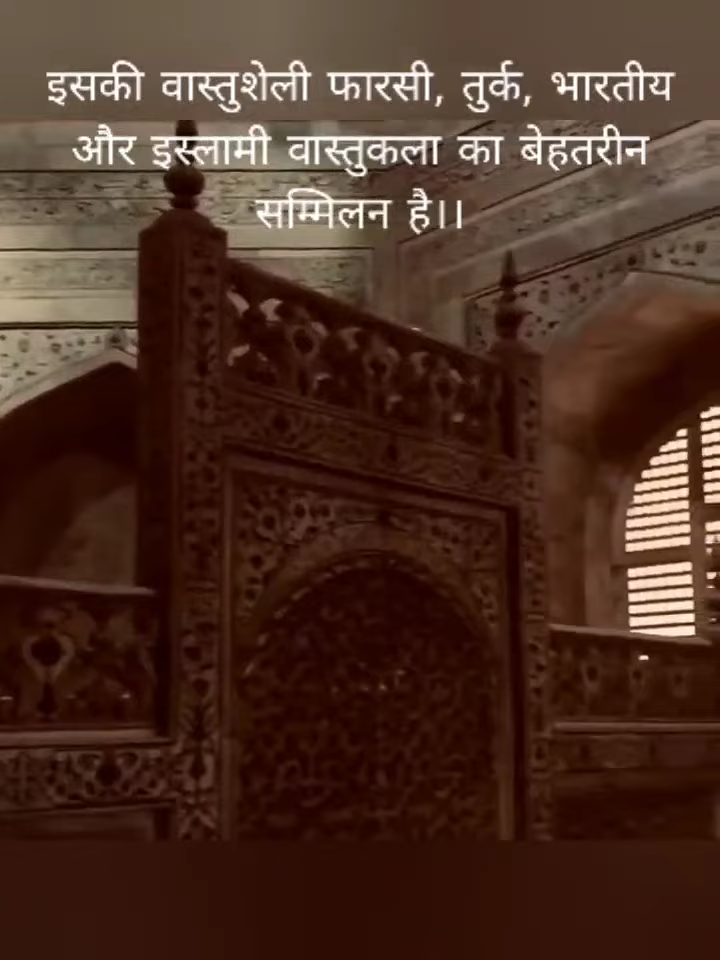 इसकी वास्तुशेली फारसी, तुर्क, भारतीय
और इस्लामी वास्तुकला का बेहतरीन
सम्मिलन है।।